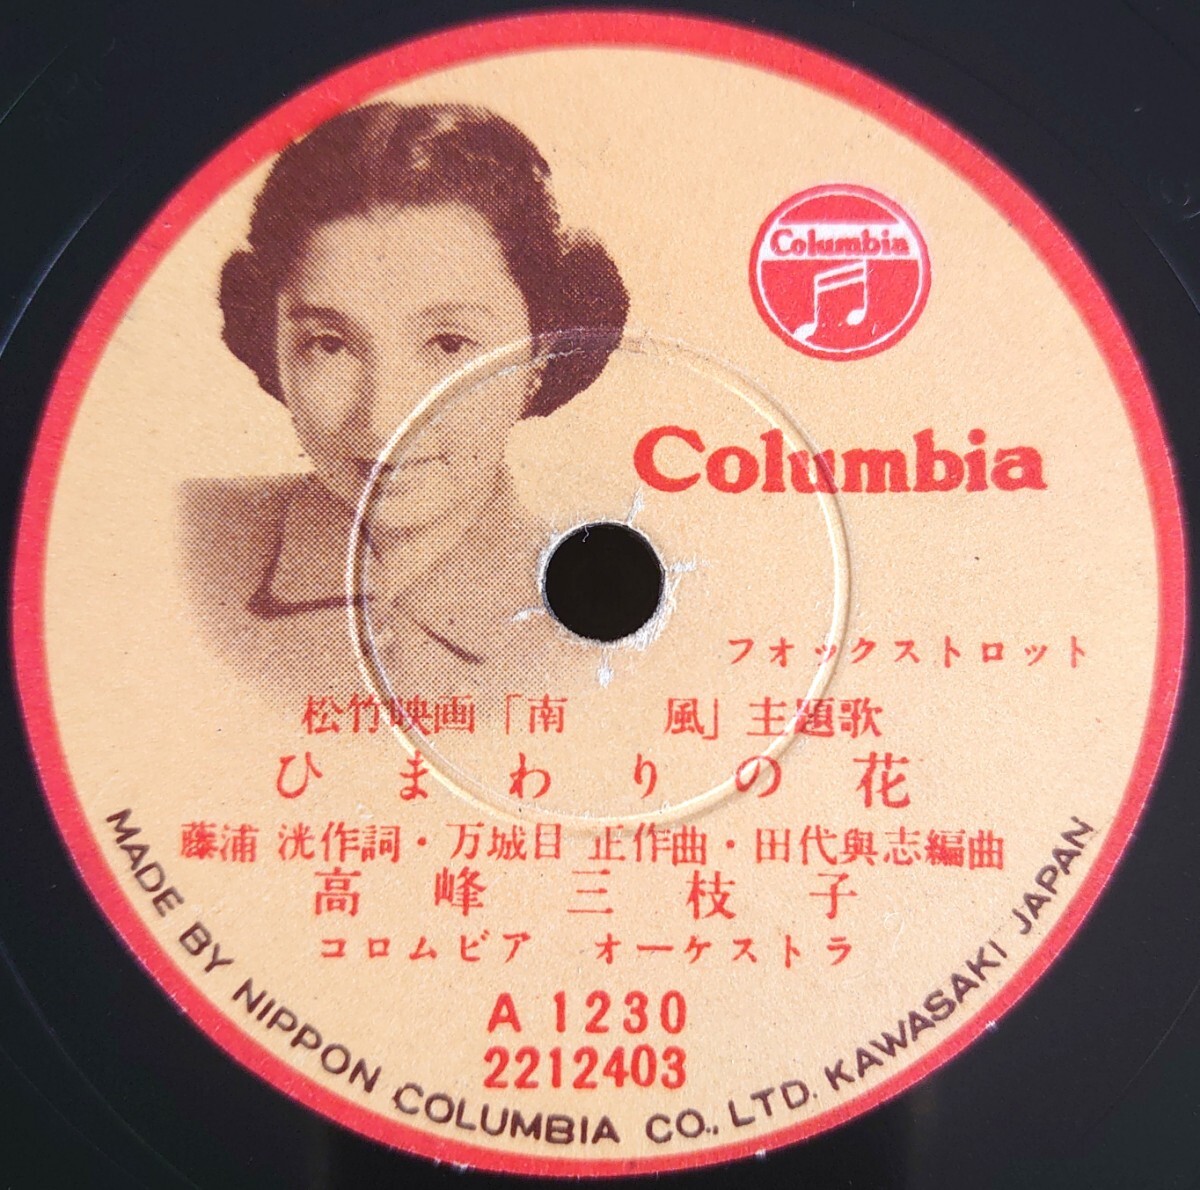 Columbia
Columbia
フォックストロット
松竹映画「南 風」主題歌
ひまわりの花
藤浦 洸作詞・万城目 正作曲・田代與志編曲
高峰三枝子
コロムビア オーケストラ
A 1230
2212403
MADE BY NIPPON COLUMBIA CO., LTD. KAWASAKI JAPAN